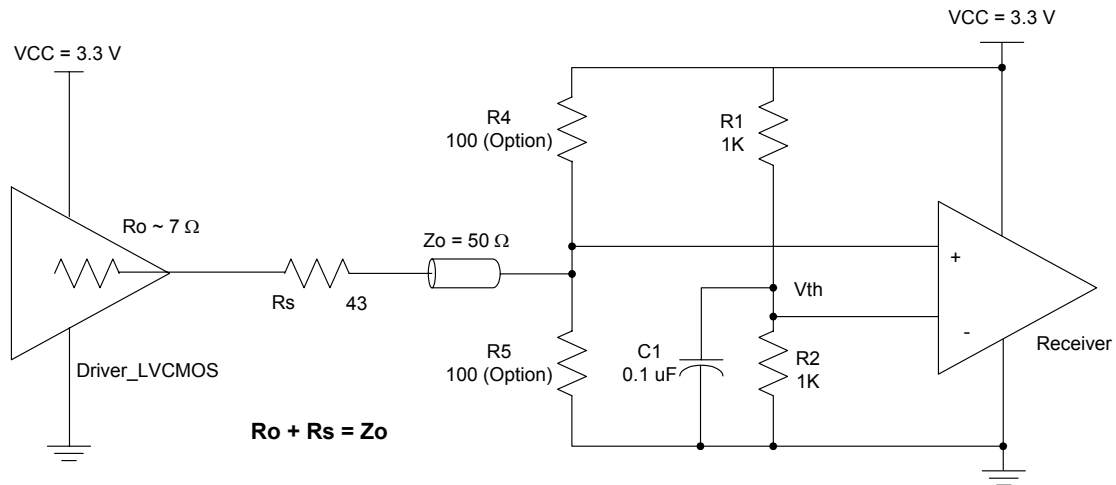 VCC = 3.3 V
VCC = 3.3 V
R4
100 (Option)
R1
1K
Ro ~ 7 Ω
Zo = 50 Ω
+
Rs
43
Vth
-
Receiver
Driver_LVCMOS
R5
100 (Option)
C1
0.1 uF
R2
1K
Ro + Rs = Zo